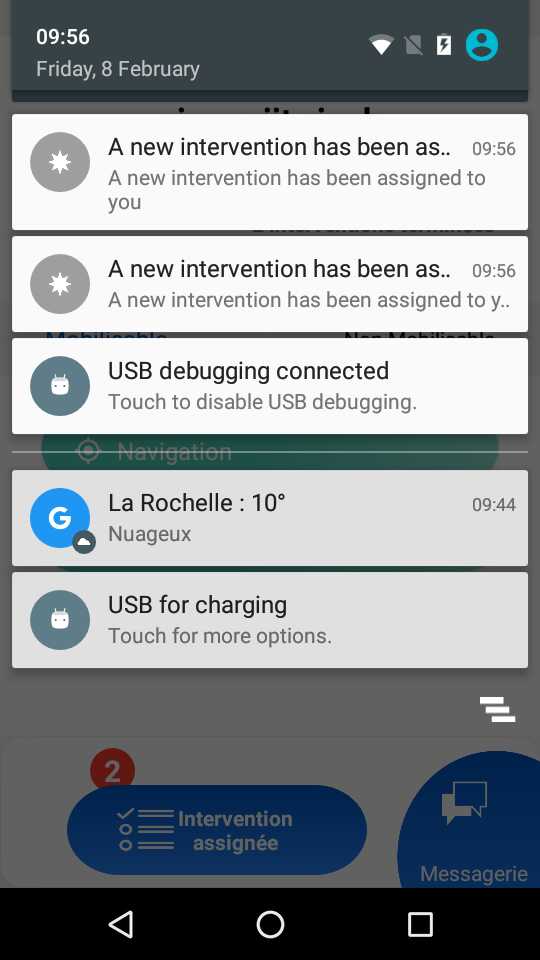 09:56
Friday, 8 February
A new intervention has been as..
09:56
A new intervention has been assigned to
you
A new intervention has been as..
09:56
A new intervention has been assigned to y..
USB debugging connected
Touch to disable USB debugging.
Navigation
La Rochelle : 10°
09:44
Nuageux
USB for charging
Touch for more options.
2
Intervention
assignée
Messagerie